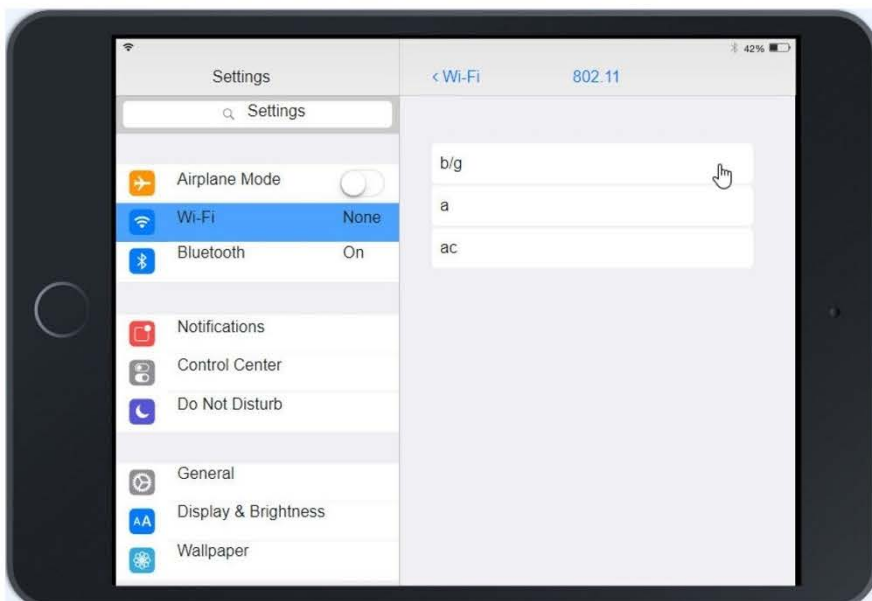 42%
Settings
< Wi-Fi 802.11
Settings
Airplane Mode
Wi-Fi None
Bluetooth On
Notifications
Control Center
Do Not Disturb
General
AA Display & Brightness
Wallpaper
b/g
a
ac